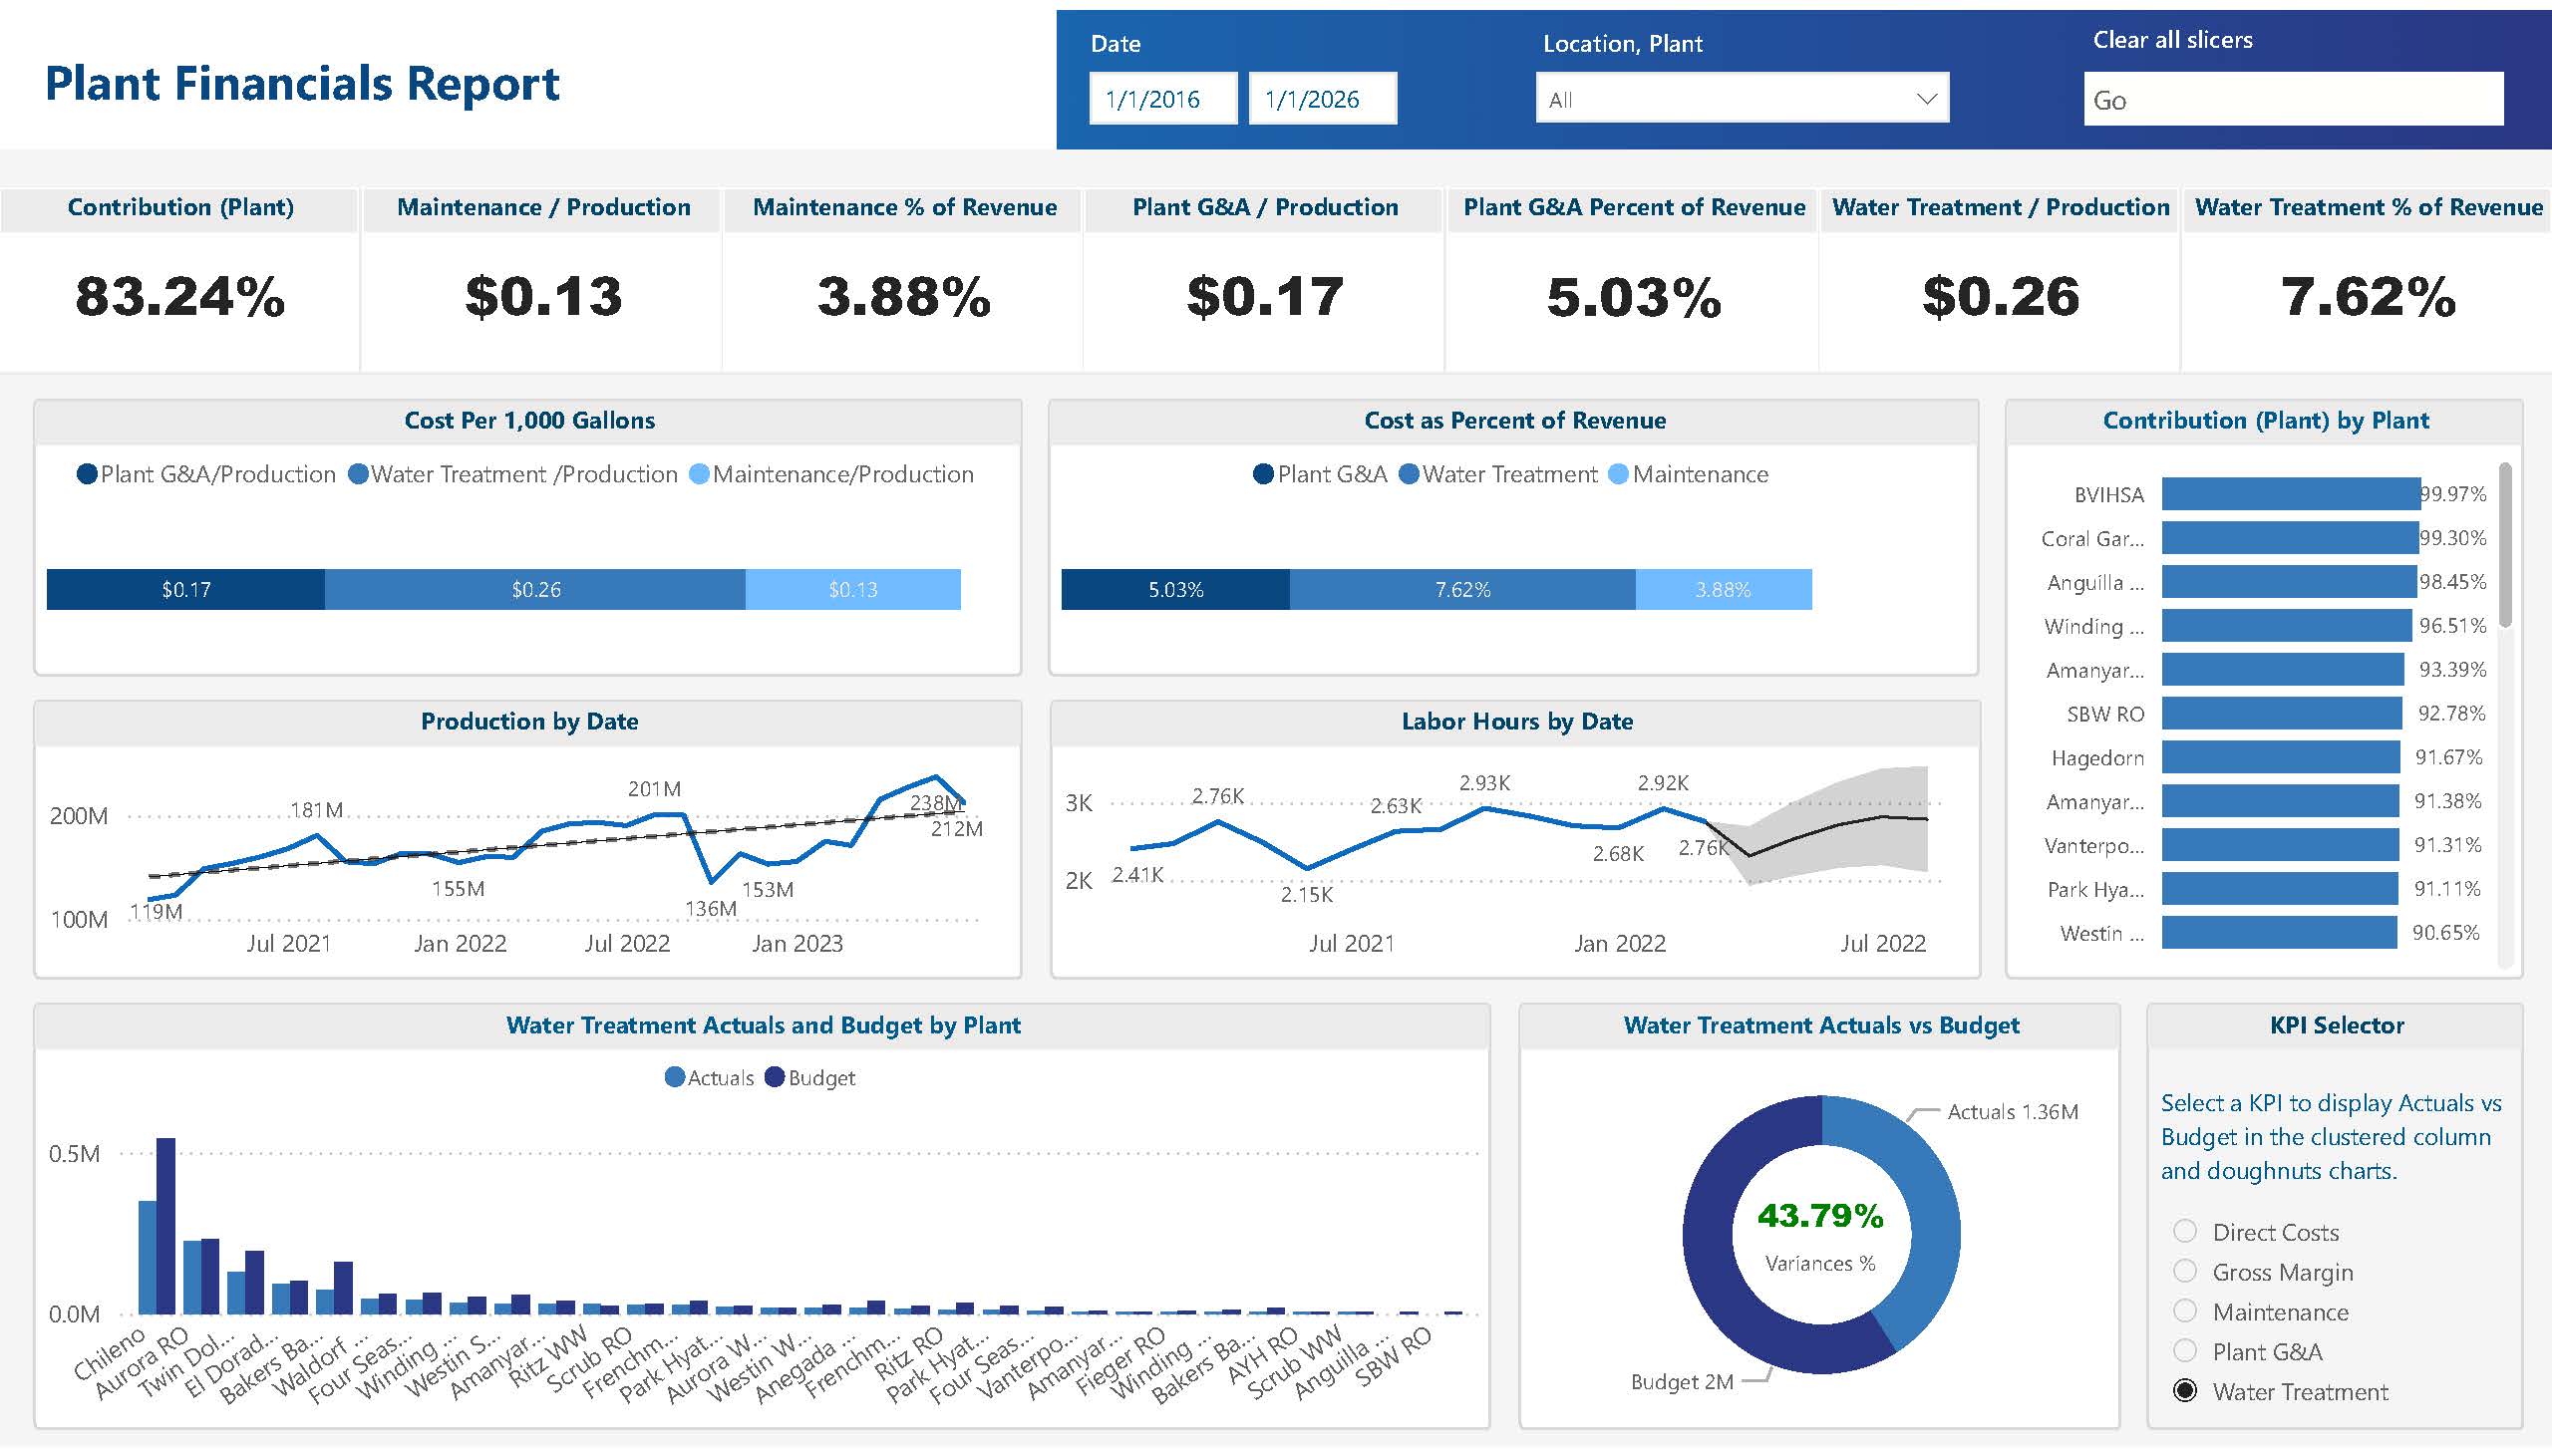 Plant Financials Report
Date
1/1/2016
1/1/2026
Location, Plant
All
Clear all slicers
Go
Contribution (Plant)
83.24%
Maintenance / Production
$0.13
Maintenance % of Revenue
3.88%
Plant G&A / Production
$0.17
Plant G&A Percent of Revenue
5.03%
Water Treatment / Production
$0.26
Water Treatment % of Revenue
7.62%
Cost Per 1,000 Gallons
Plant G&A/Production Water Treatment /Production Maintenance/Production
$0.17 $0.26 $0.13
Cost as Percent of Revenue
Plant G&A Water Treatment Maintenance
5.03% 7.62% 3.88%
Contribution (Plant) by Plant
BVIHSA 99.97%
Coral Gar... 99.30%
Anguilla ... 98.45%
Winding ... 96.51%
Amanyar... 93.39%
SBW RO 92.78%
Hagedorn 91.67%
Amanyar... 91.38%
Vanterpo... 91.31%
Park Hya... 91.11%
Westin ... 90.65%
Production by Date
200M
100M
119M
181M
155M
201M
136M
153M
238M
212M
Jul 2021 Jan 2022 Jul 2022 Jan 2023
Labor Hours by Date
3K
2K
2.41K
2.76K
2.15K
2.63K
2.93K
2.68K
2.92K
2.76K
Jul 2021 Jan 2022 Jul 2022
Water Treatment Actuals and Budget by Plant
Actuals Budget
0.5M
0.0M
Chileno
Aurora RO
Twin Dol...
El Dorad...
Bakers Ba...
Waldorf ...
Four Seas...
Winding ...
Westin S...
Amanyar...
Ritz WW
Scrub RO
Frenchm...
Park Hyat...
Aurora W...
Westin W...
Anegada ...
Frenchm...
Ritz RO
Park Hyat...
Four Seas...
Vanterpo...
Amanyar...
Fieger RO
Winding ...
Bakers Ba...
AYH RO
Scrub WW
Anguilla ...
SBW RO
Water Treatment Actuals vs Budget
Actuals 1.36M
43.79%
Variances %
Budget 2M
KPI Selector
Select a KPI to display Actuals vs
Budget in the clustered column
and doughnuts charts.
Direct Costs
Gross Margin
Maintenance
Plant G&A
Water Treatment